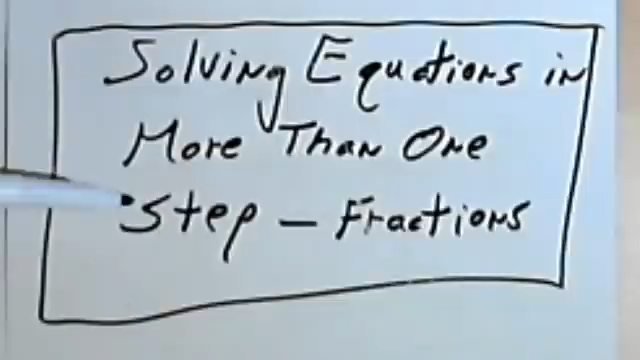 Solving Equations in
More Than One
Step - Fractions